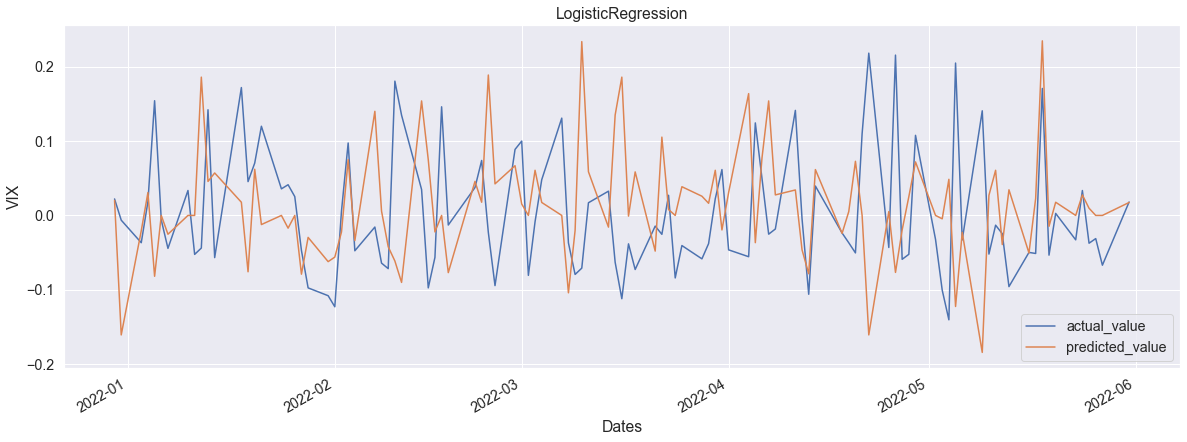 LogisticRegression
VIX
0.2
0.1
0.0
−0.1
−0.2
2022-01
2022-02
2022-03
2022-04
2022-05
2022-06
Dates
actual_value
predicted_value